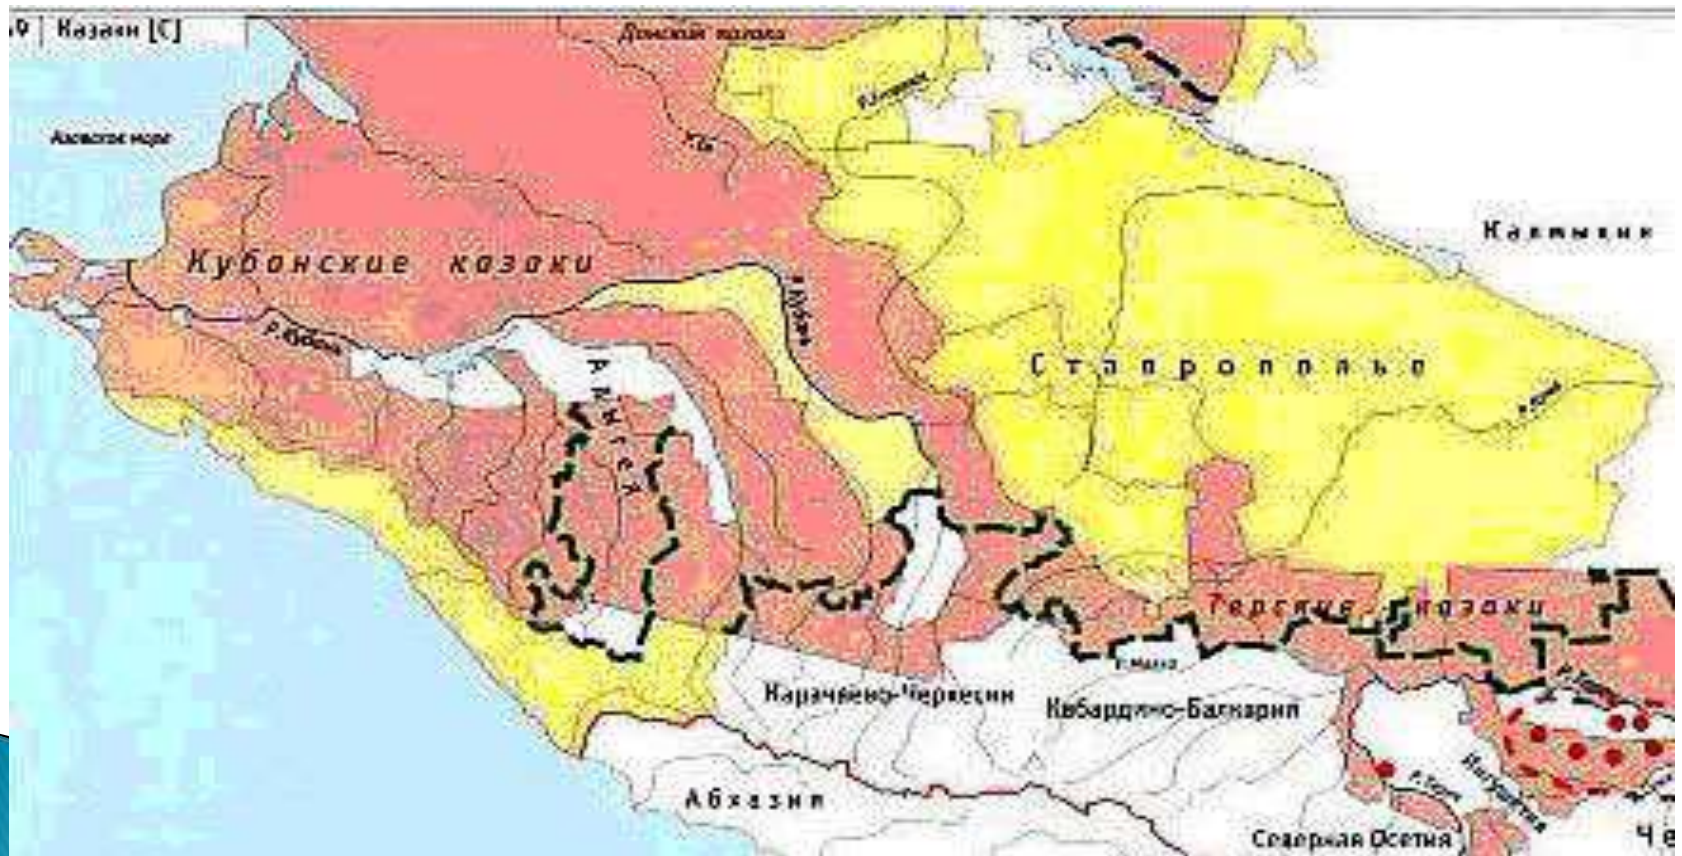 Казаки [С]
Донские казаки
Азовское море
Калмыкия
Кубанские казаки
р. Кубань
р. Кубань
Ставрополье
Адыгея
Терские казаки
Карачаево-Черкесия
Кабардино-Балкария
Ингушетия
Абхазия
Северная Осетия
Че